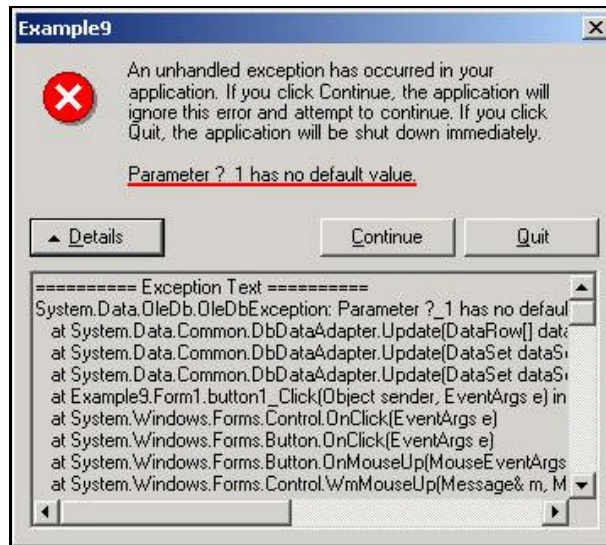 Example9
An unhandled exception has occurred in your
application. If you click Continue, the application will
ignore this error and attempt to continue. If you click
Quit, the application will be shut down immediately.
Parameter ?_1 has no default value.
Details
Continue
Quit
========== Exception Text ==========
System.Data.OleDb.OleDbException: Parameter ?_1 has no defaul
at System.Data.Common.DbDataAdapter.Update(DataRow[] data
at System.Data.Common.DbDataAdapter.Update(DataSet dataS
at System.Data.Common.DbDataAdapter.Update(DataSet dataS
at Example9.Form1.button1_Click(Object sender, EventArgs e) in
at System.Windows.Forms.Control.OnClick(EventArgs e)
at System.Windows.Forms.Button.OnClick(EventArgs e)
at System.Windows.Forms.Button.OnMouseUp(MouseEventArgs
at System.Windows.Forms.Control.WmMouseUp(Message& m, M